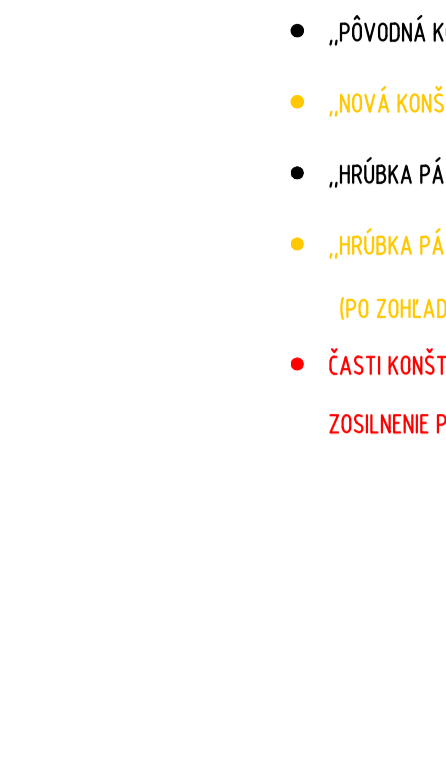 ,,PÔVODNÁ K
,,NOVÁ KONŠ
,,HRÚBKA PÁ
,,HRÚBKA PÁ
(PO ZOHĽAD
ČASTI KONŠT
ZOSILNENIE P